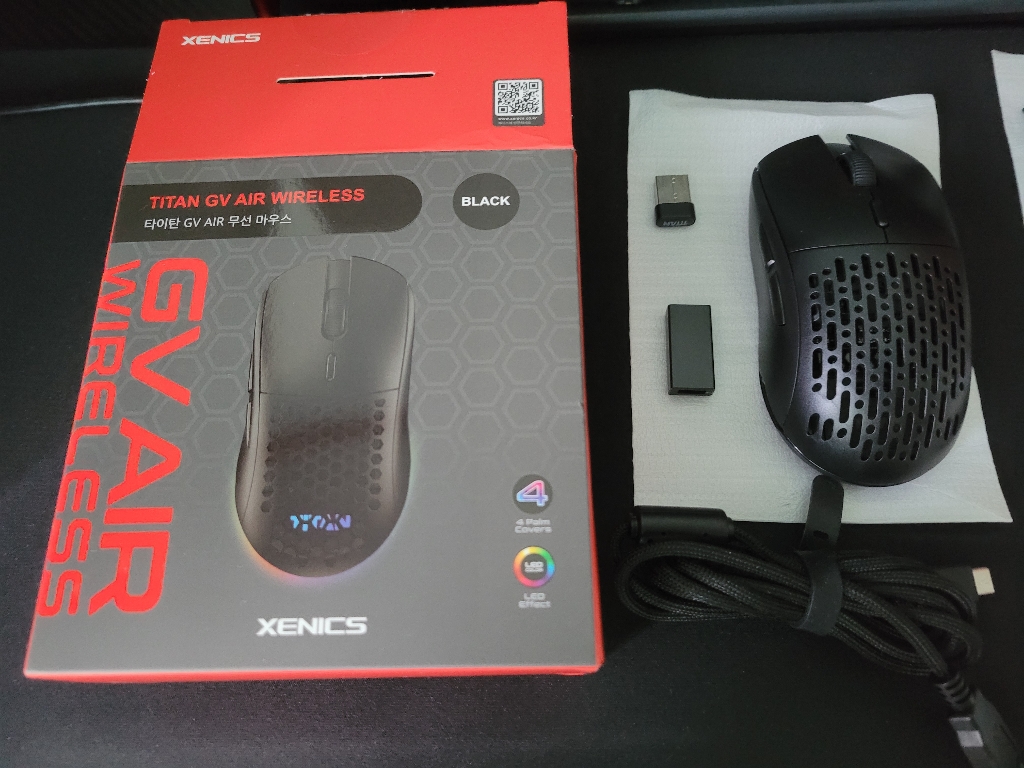 XENICS
TITAN GV AIR WIRELESS
타이탄 GV AIR 무선 마우스
BLACK
GV AIR
WIRELESS
4
4 Palm
Covers
LED
LED
Effect
XENICS
TITAN